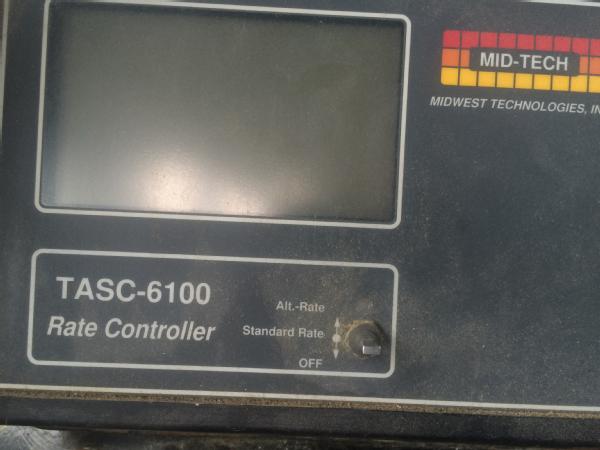 MID-TECH
MIDWEST TECHNOLOGIES, IN
TASC-6100
Rate Controller
Alt.-Rate
Standard Rate
OFF